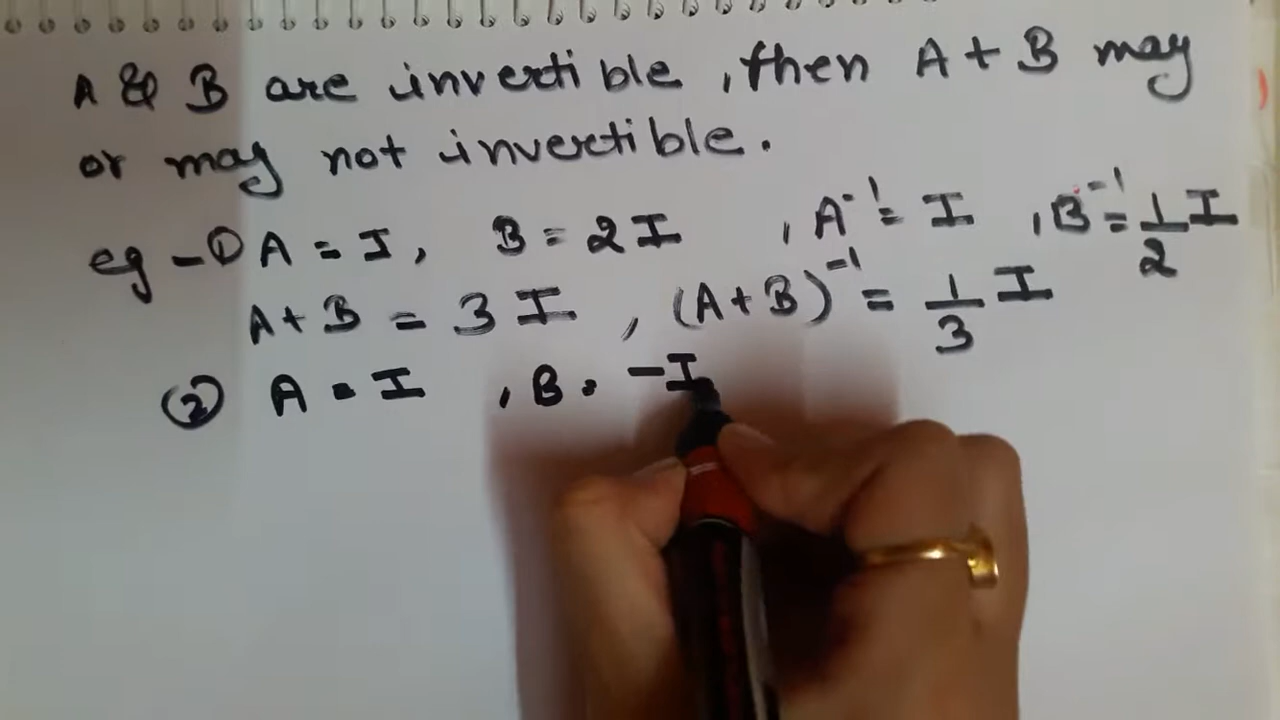 A & B are invertible, then A + B may
or may not invertible.
eg - ① A = I, B = 2I , A⁻¹ = I , B⁻¹ = 1/2 I
A + B = 3 I , (A + B)⁻¹ = 1/3 I
② A = I , B = -I